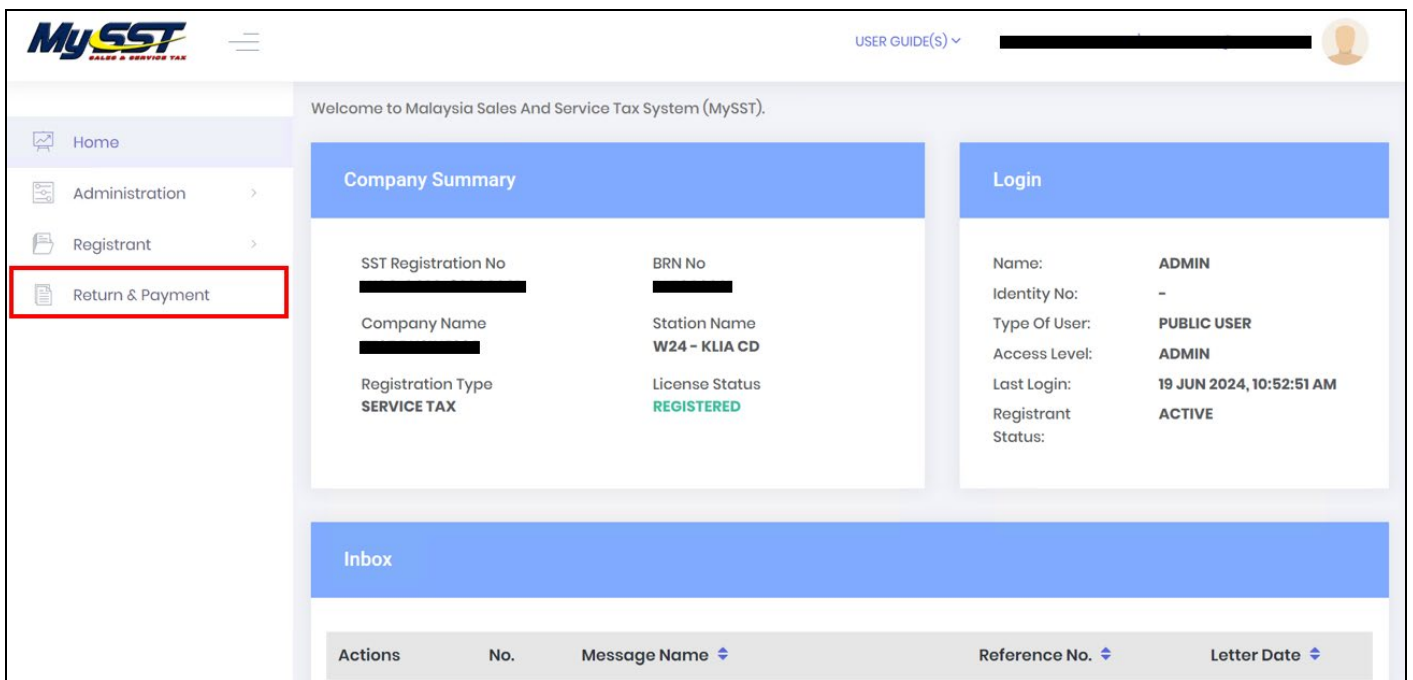 MySST
SALES & SERVICE TAX
USER GUIDE(S)
Welcome to Malaysia Sales And Service Tax System (MySST).
Home
Administration
Registrant
Return & Payment
Company Summary
SST Registration No
BRN No
Company Name
Station Name
W24 - KLIA CD
Registration Type
License Status
SERVICE TAX
REGISTERED
Login
Name: ADMIN
Identity No: -
Type Of User: PUBLIC USER
Access Level: ADMIN
Last Login: 19 JUN 2024, 10:52:51 AM
Registrant ACTIVE
Status:
Inbox
Actions No. Message Name Reference No. Letter Date